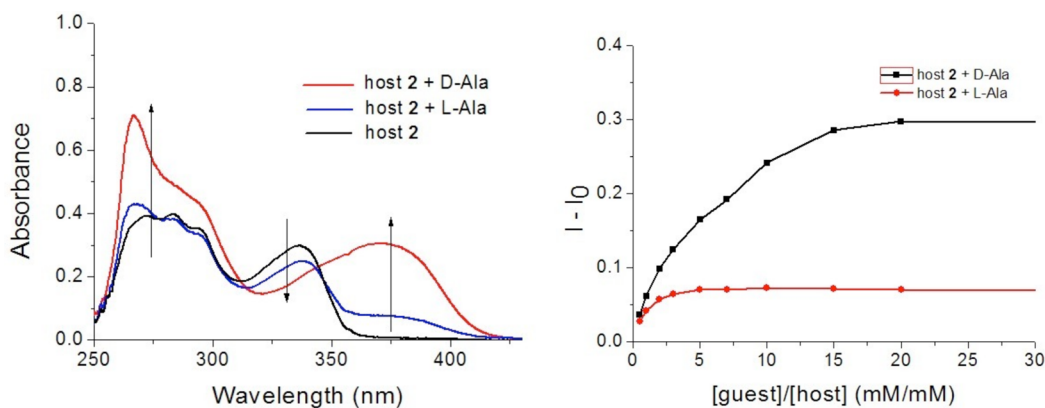 1.0
0.8
0.6
0.4
0.2
0.0
Absorbance
host 2 + D-Ala
host 2 + L-Ala
host 2
250 300 350 400
Wavelength (nm)
0.4
0.3
0.2
0.1
0.0
I - I0
host 2 + D-Ala
host 2 + L-Ala
0 5 10 15 20 25 30
[guest]/[host] (mM/mM)